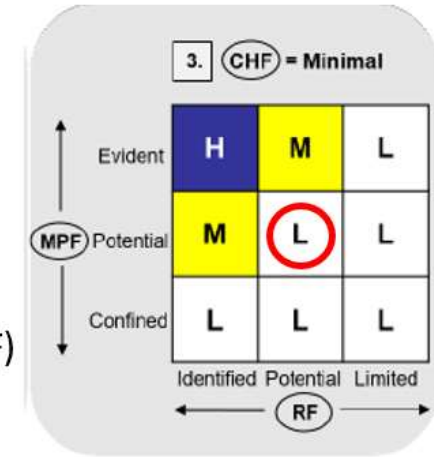 3. CHF = Minimal
Evident H M L
MPF Potential M L L
Confined L L L
F)
Identified Potential Limited
RF